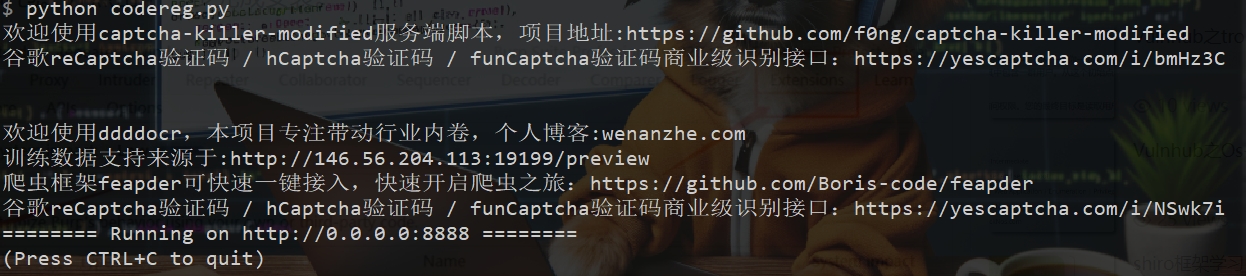 $ python codereg.py
欢迎使用captcha-killer-modified服务端脚本，项目地址:https://github.com/f0ng/captcha-killer-modified
谷歌reCaptcha验证码 / hCaptcha验证码 / funCaptcha验证码商业级识别接口：https://yescaptcha.com/i/bmHz3C
欢迎使用ddddocr，本项目专注带动行业内卷，个人博客:wenanzhe.com
训练数据支持来源于:http://146.56.204.113:19199/preview
爬虫框架feapder可快速一键接入，快速开启爬虫之旅：https://github.com/Boris-code/feapder
谷歌reCaptcha验证码 / hCaptcha验证码 / funCaptcha验证码商业级识别接口：https://yescaptcha.com/i/NSwk7i
======== Running on http://0.0.0.0:8888 ========
(Press CTRL+C to quit)